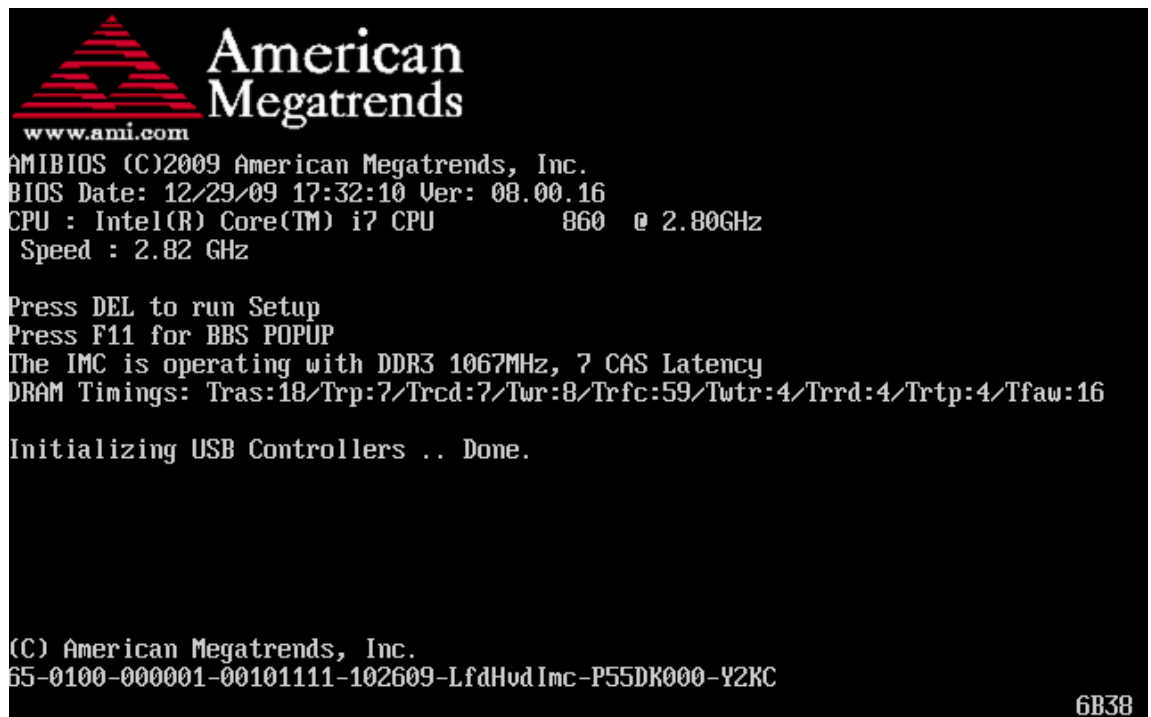 American
Megatrends
www.ami.com
AMIBIOS (C)2009 American Megatrends, Inc.
BIOS Date: 12/29/09 17:32:10 Ver: 08.00.16
CPU : Intel(R) Core(TM) i7 CPU         860  @ 2.80GHz
 Speed : 2.82 GHz
Press DEL to run Setup
Press F11 for BBS POPUP
The IMC is operating with DDR3 1067MHz, 7 CAS Latency
DRAM Timings: Tras:18/Trp:7/Trcd:7/Twr:8/Trfc:59/Twtr:4/Trrd:4/Trtp:4/Tfaw:16
Initializing USB Controllers .. Done.
(C) American Megatrends, Inc.
65-0100-000001-00101111-102609-LfdHvdImc-P55DK000-Y2KC
6B38